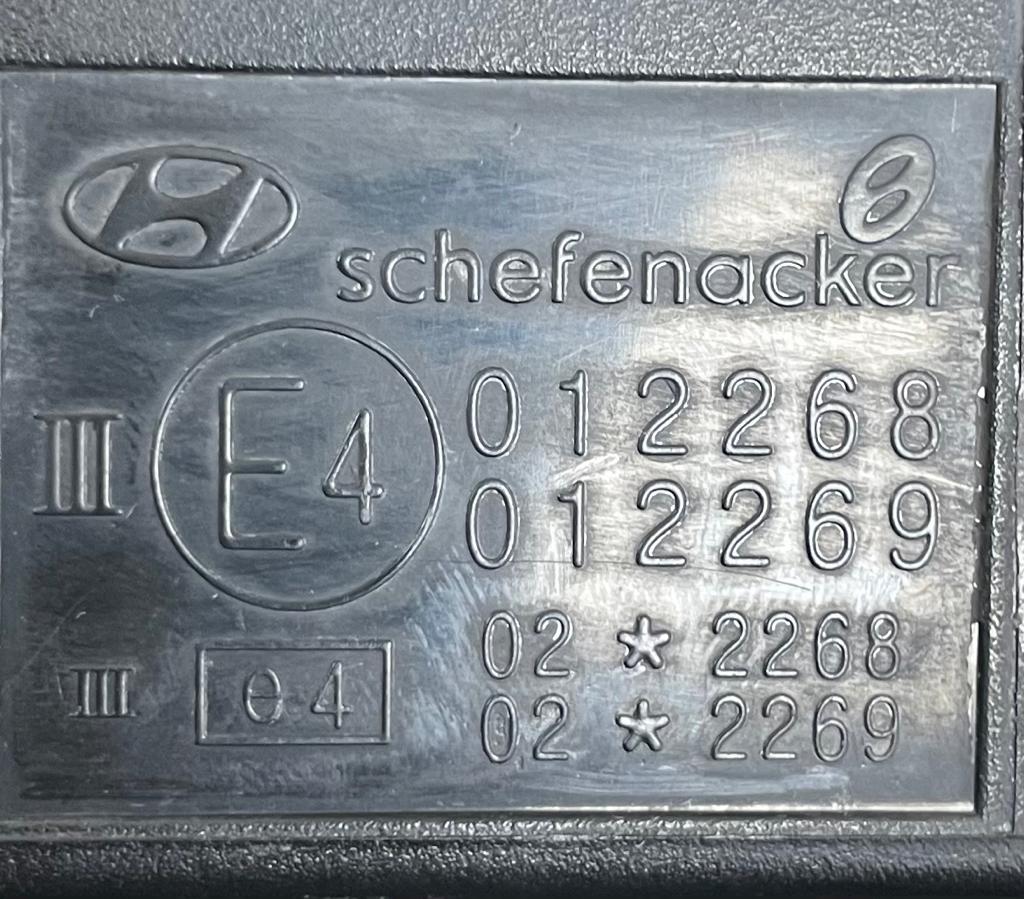 schefenacker
III E4 012268
012269
III e4 02 * 2268
02 * 2269